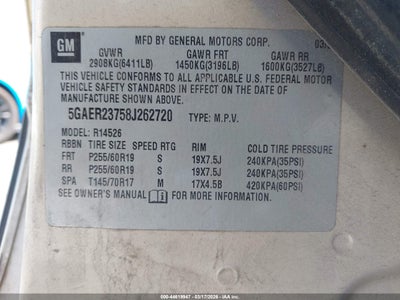 GM
MFD BY GENERAL MOTORS CORP.
GVWR GAWR FRT GAWR RR
2908KG(6411LB) 1450KG(3196LB) 1600KG(3527LB)
THIS VEHICLE CONFORMS TO ALL APPLICABLE U.S. FEDERAL MOTOR
VEHICLE SAFETY STANDARDS IN EFFECT ON THE DATE OF
MANUFACTURE SHOWN ABOVE.
5GAER23758J262720 TYPE: M.P.V.
MODEL: R14526
RBBN TIRE SIZE SPEED RTG RIM COLD TIRE PRESSURE
FRT P255/60R19 S 19X7.5J 240KPA(35PSI)
RR P255/60R19 S 19X7.5J 240KPA(35PSI)
SPA T145/70R17 M 17X4.5B 420KPA(60PSI)
SEE OWNER'S MANUAL FOR MORE INFORMATION.
STOCK: 44619947 - 03/17/2026 - IAA, INC.